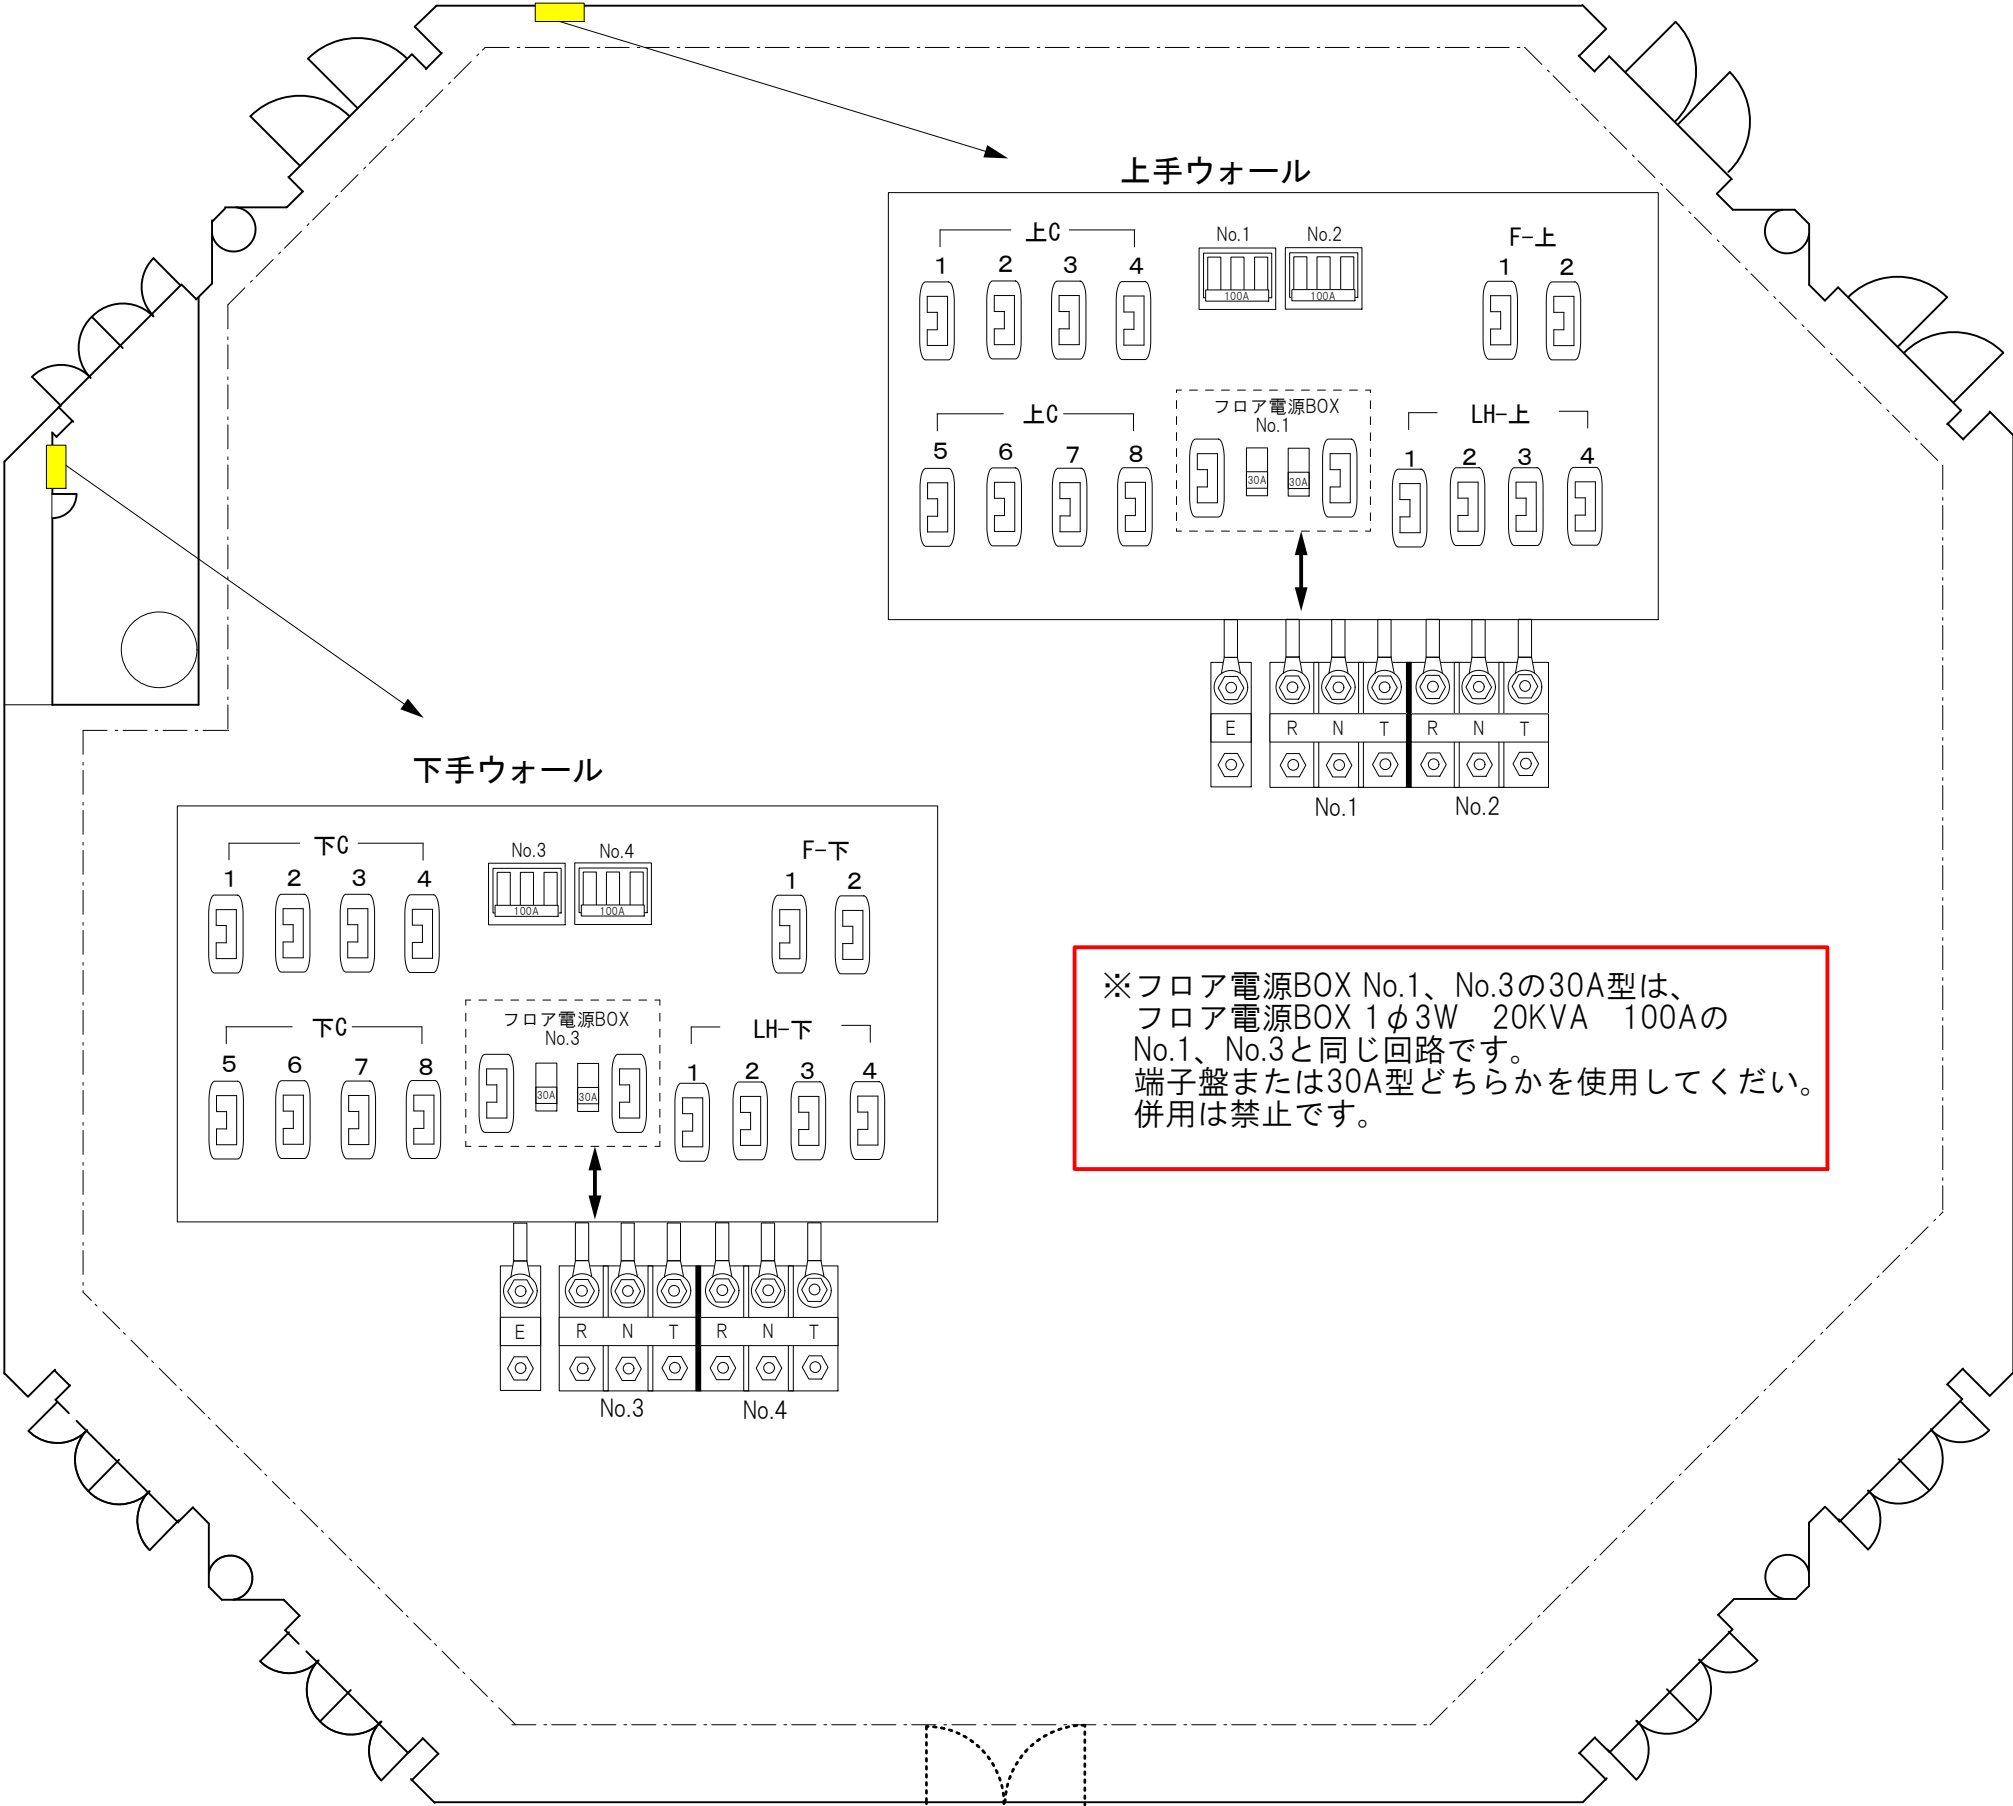 上手ウォール
上C
No.1
No.2
F-上
1 2 3 4
1 2
100A
100A
上C
フロア電源BOX
No.1
LH-上
5 6 7 8
1 2 3 4
30A
30A
E R N T R N T
No.1
No.2
下手ウォール
下C
No.3
No.4
F-下
1 2 3 4
1 2
100A
100A
下C
フロア電源BOX
No.3
LH-下
5 6 7 8
1 2 3 4
30A
30A
E R N T R N T
No.3
No.4
※フロア電源BOX No.1、No.3の30A型は、
フロア電源BOX 1φ3W 20KVA 100Aの
No.1、No.3と同じ回路です。
端子盤または30A型どちらかを使用してくだい。
併用は禁止です。